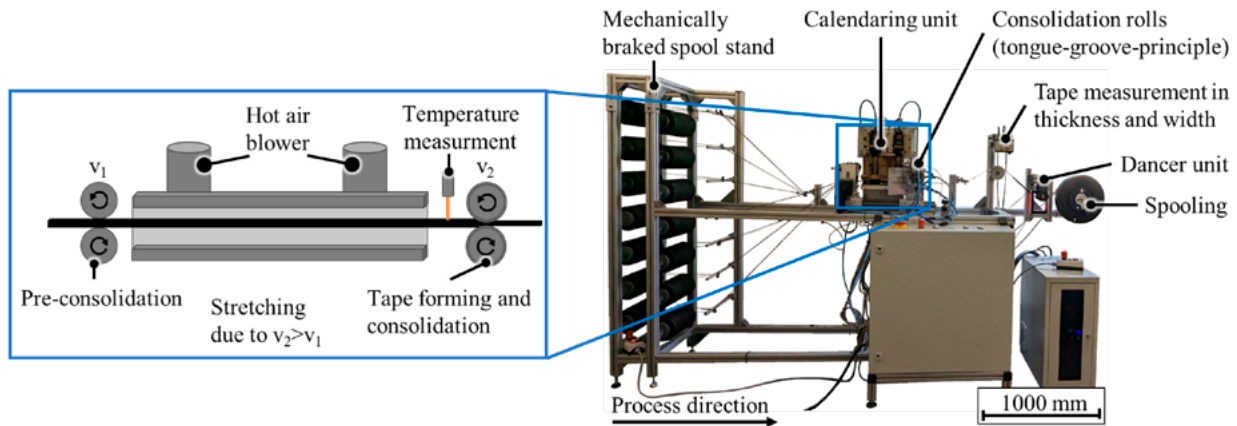 Mechanically
braked spool stand
Calendaring unit
Consolidation rolls
(tongue-groove-principle)
Tape measurement in
thickness and width
Dancer unit
Spooling
Hot air
blower
Temperature
measurment
v1
v2
Pre-consolidation
Stretching
due to v2>v1
Tape forming and
consolidation
Process direction
1000 mm